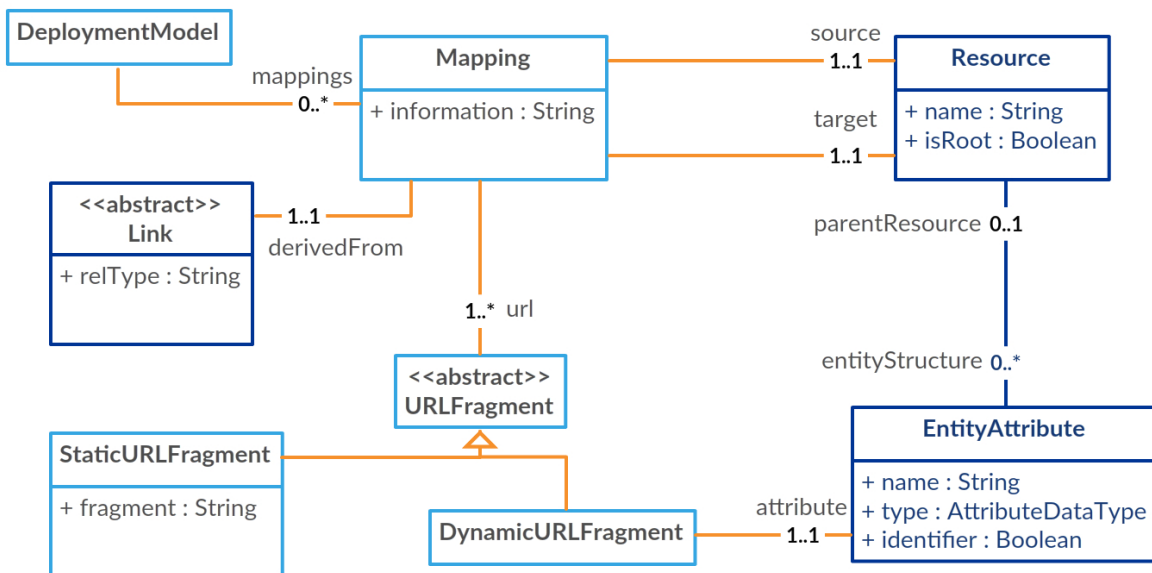 DeploymentModel
mappings
0..*
Mapping
+ information : String
source
1..1
target
1..1
Resource
+ name : String
+ isRoot : Boolean
<<abstract>>
Link
+ relType : String
1..1
derivedFrom
parentResource 0..1
1..* url
entityStructure 0..*
<<abstract>>
URLFragment
EntityAttribute
+ name : String
+ type : AttributeDataType
+ identifier : Boolean
StaticURLFragment
+ fragment : String
DynamicURLFragment
attribute
1..1